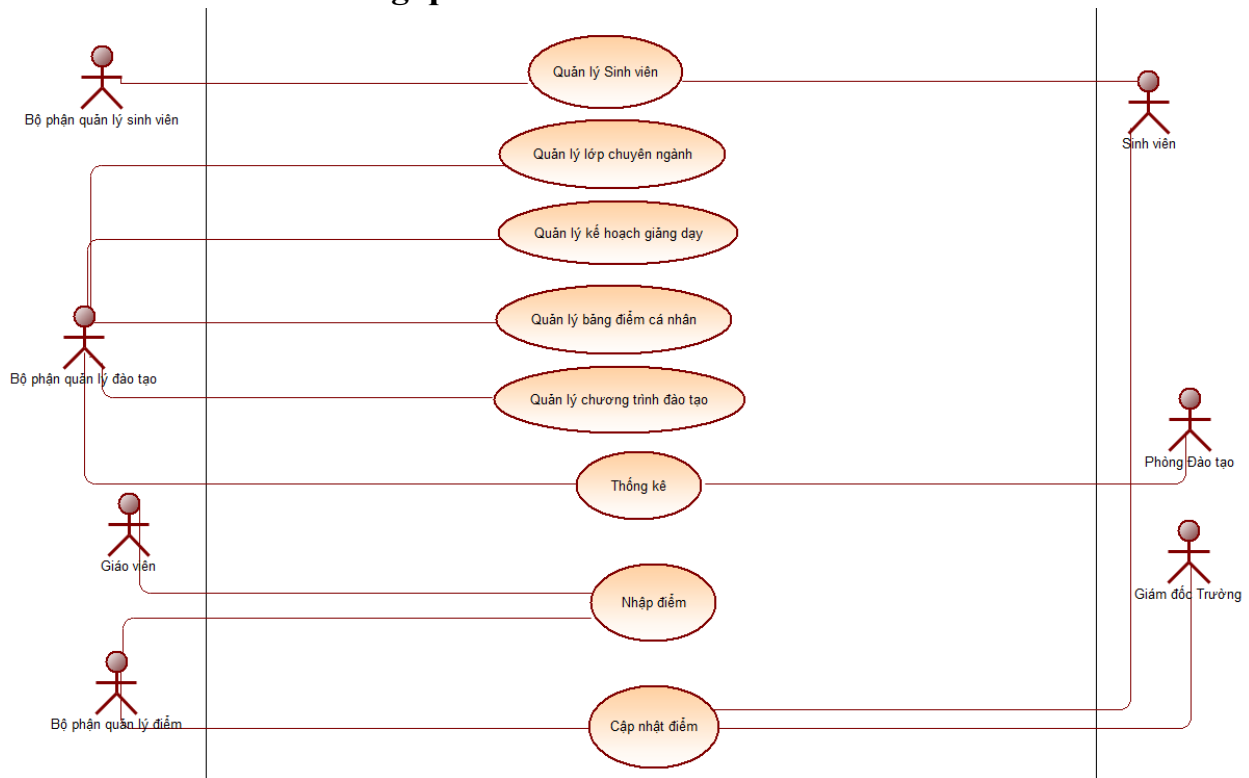 Quản lý Sinh viên
Bộ phận quản lý sinh viên
Sinh viên
Quản lý lớp chuyên ngành
Quản lý kế hoạch giảng dạy
Quản lý bảng điểm cá nhân
Bộ phận quản lý đào tạo
Quản lý chương trình đào tạo
Phòng Đào tạo
Thống kê
Giáo viên
Giám đốc Trường
Nhập điểm
Bộ phận quản lý điểm
Cập nhật điểm